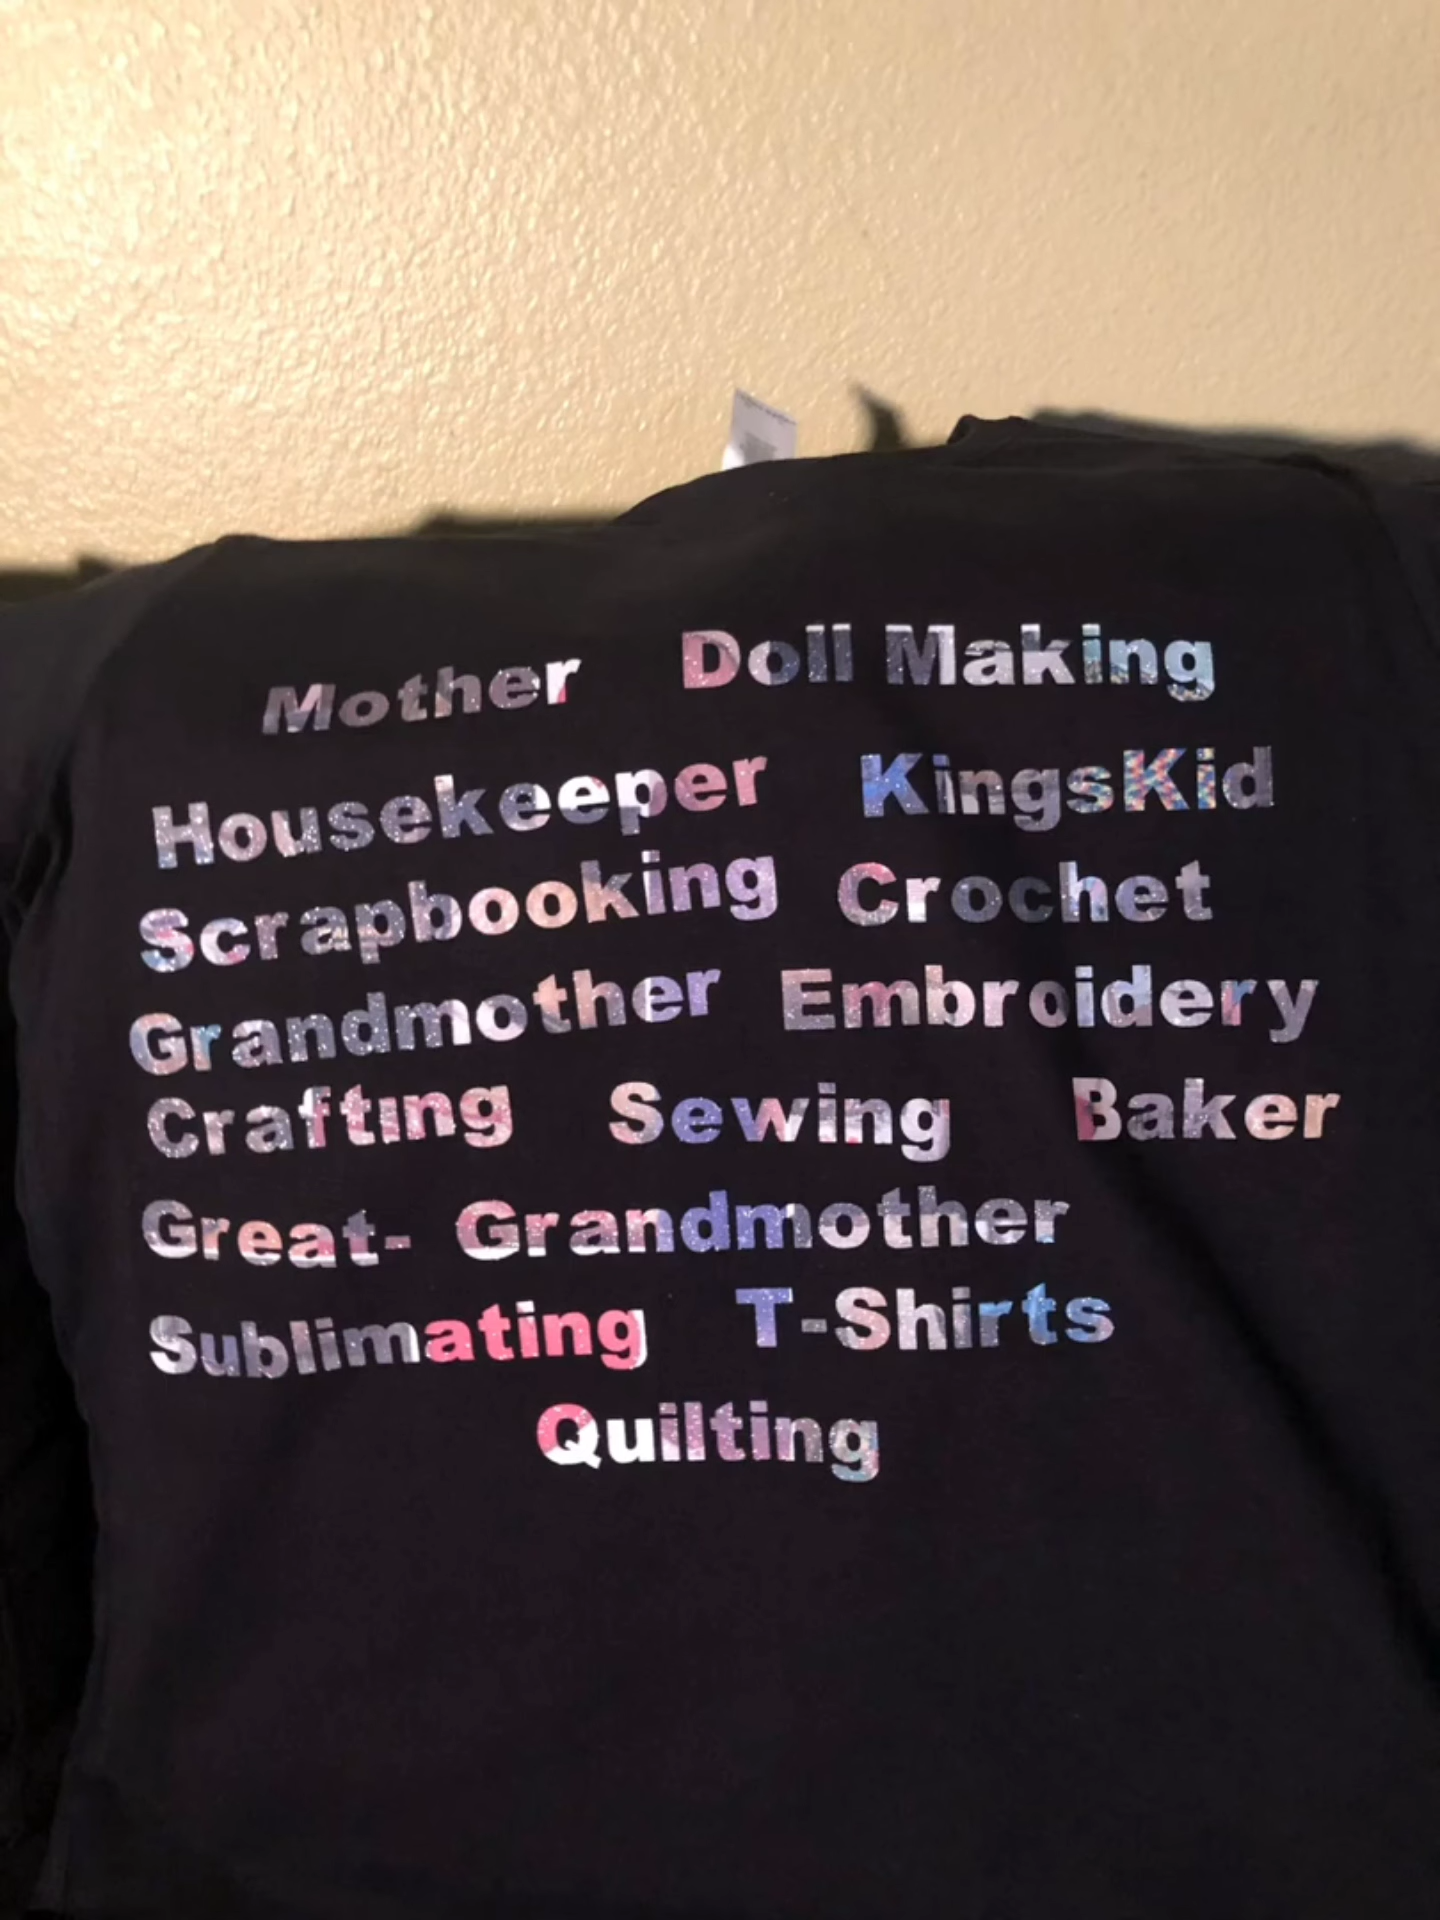 Mother Doll Making
Housekeeper KingsKid
Scrapbooking Crochet
Grandmother Embroidery
Crafting Sewing Baker
Great- Grandmother
Sublimating T-Shirts
Quilting